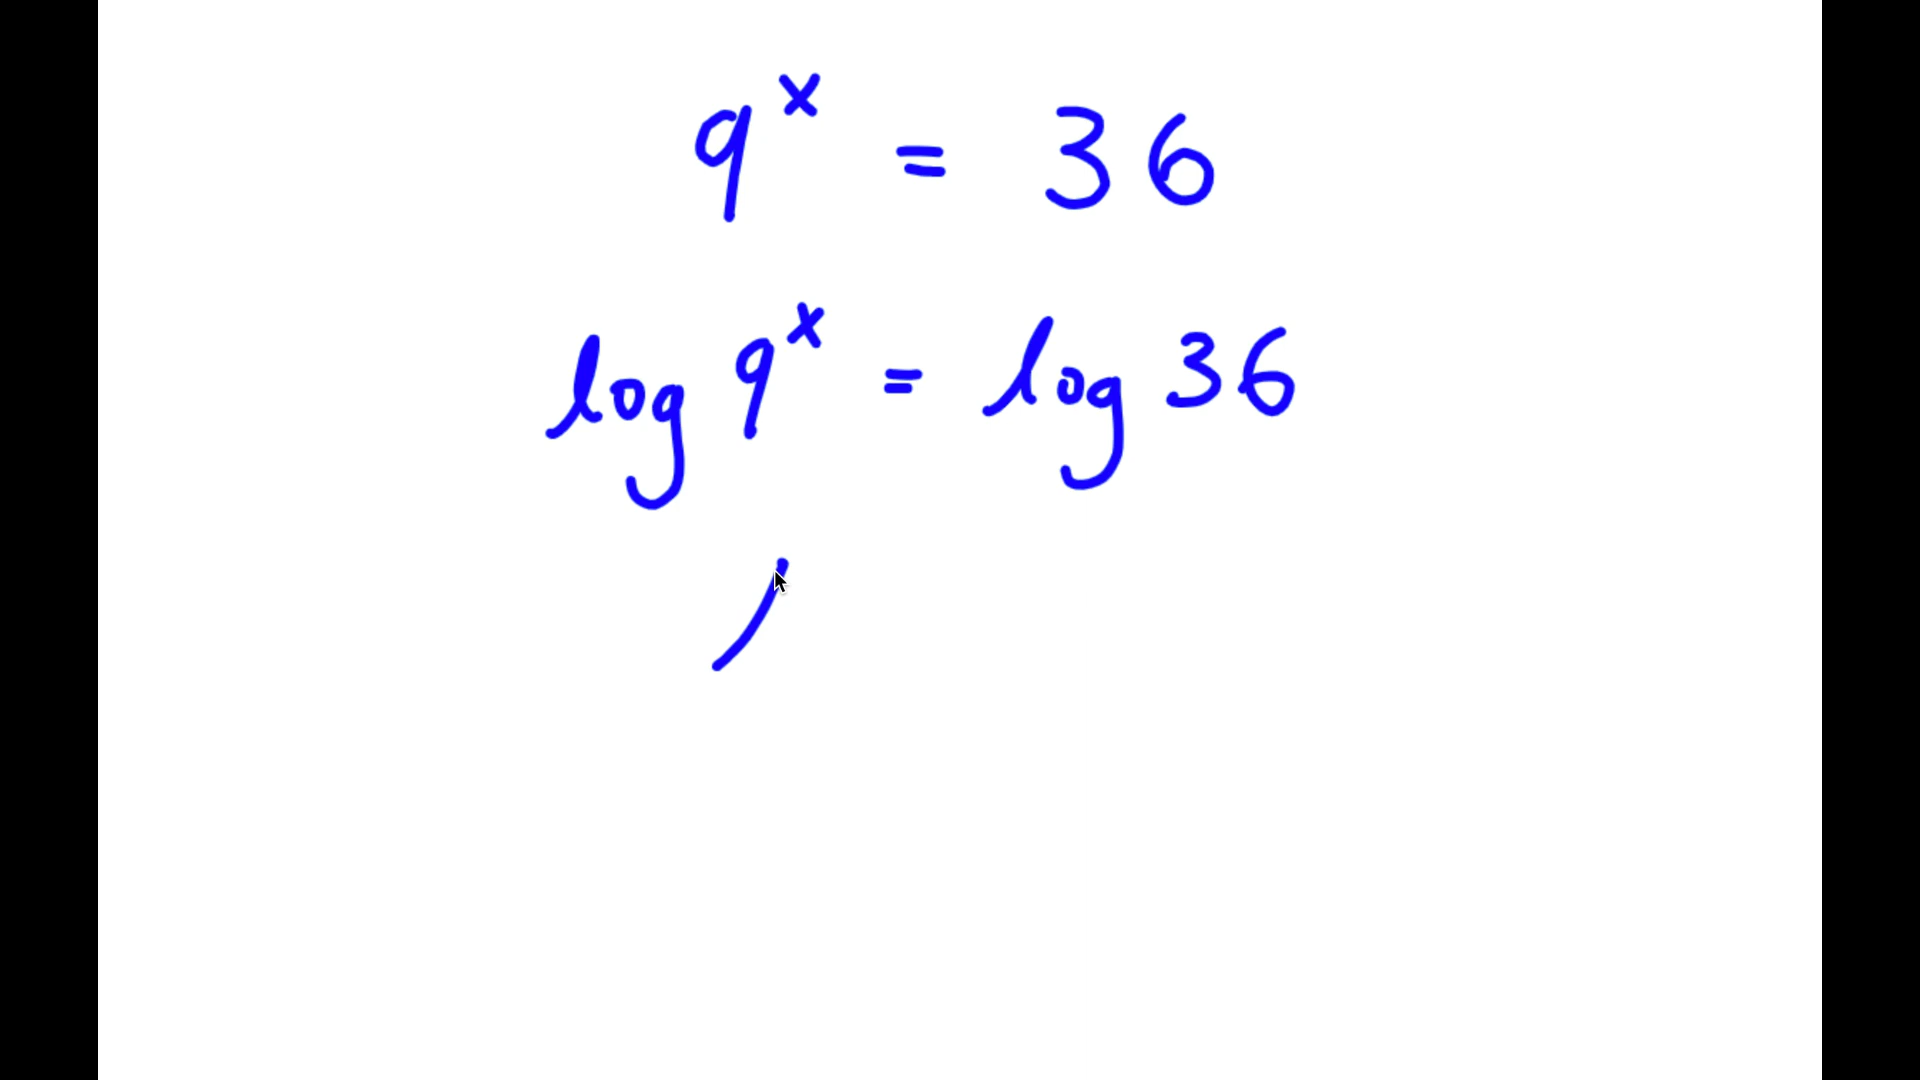 9^x = 36
log 9^x = log 36